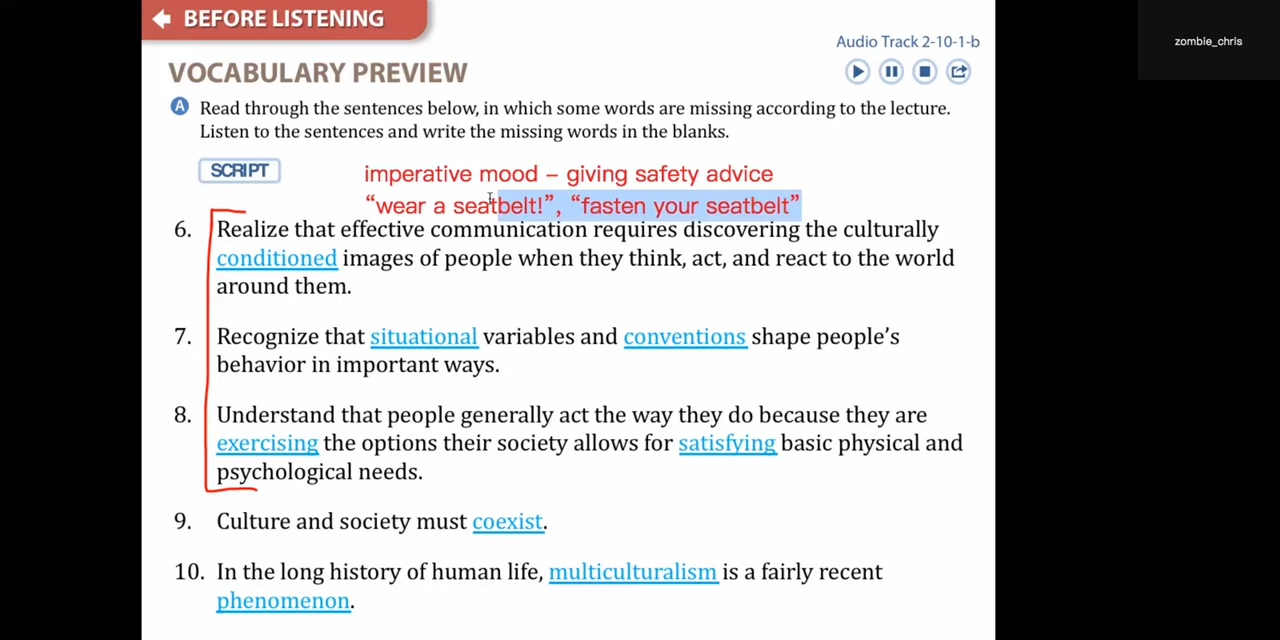 BEFORE LISTENING
zombie_chris
Audio Track 2-10-1-b
VOCABULARY PREVIEW
A Read through the sentences below, in which some words are missing according to the lecture.
Listen to the sentences and write the missing words in the blanks.
SCRIPT
imperative mood – giving safety advice
“wear a seatbelt!”, “fasten your seatbelt”
6. Realize that effective communication requires discovering the culturally
conditioned images of people when they think, act, and react to the world
around them.
7. Recognize that situational variables and conventions shape people’s
behavior in important ways.
8. Understand that people generally act the way they do because they are
exercising the options their society allows for satisfying basic physical and
psychological needs.
9. Culture and society must coexist.
10. In the long history of human life, multiculturalism is a fairly recent
phenomenon.